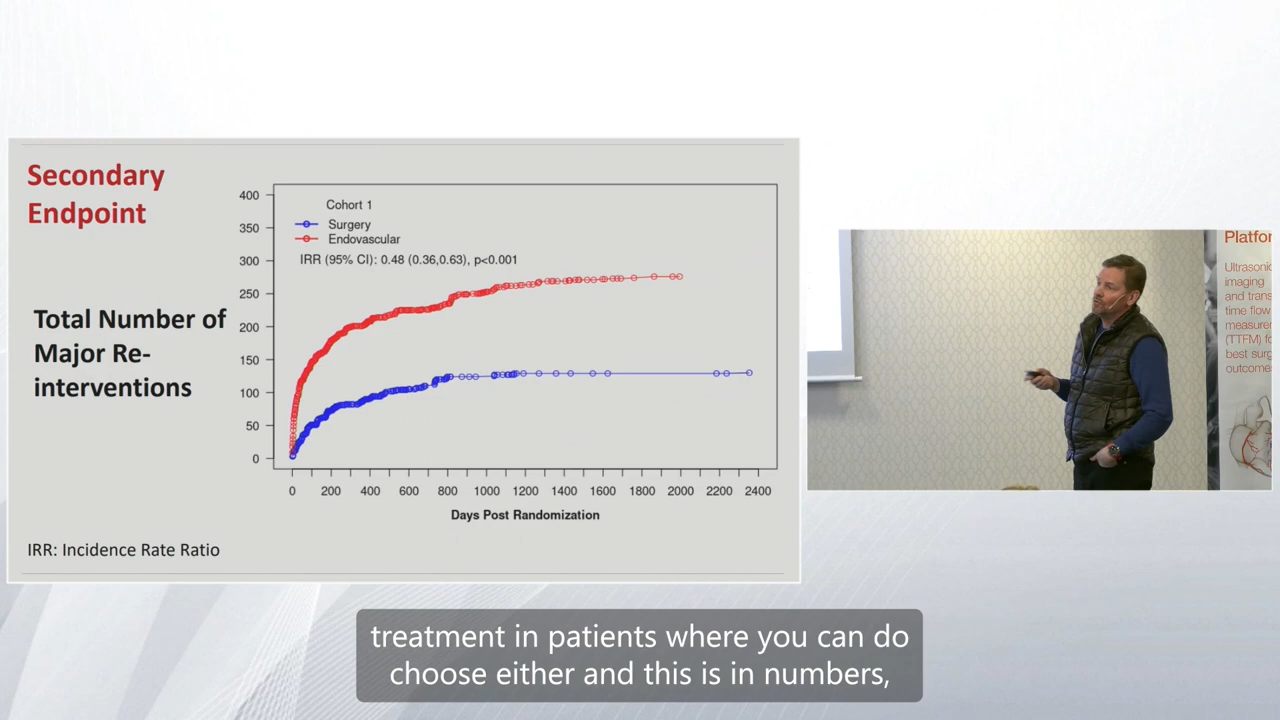 Secondary
Endpoint
Total Number of
Major Re-
interventions
IRR: Incidence Rate Ratio
400
350
300
250
200
150
100
50
0
Cohort 1
Surgery
Endovascular
IRR (95% CI): 0.48 (0.36,0.63), p<0.001
0 200 400 600 800 1000 1200 1400 1600 1800 2000 2200 2400
Days Post Randomization
Platfor
Ultrasonic
imaging
and trans
time flow
measure
(TTFM) fo
best surg
outcome
treatment in patients where you can do
choose either and this is in numbers,